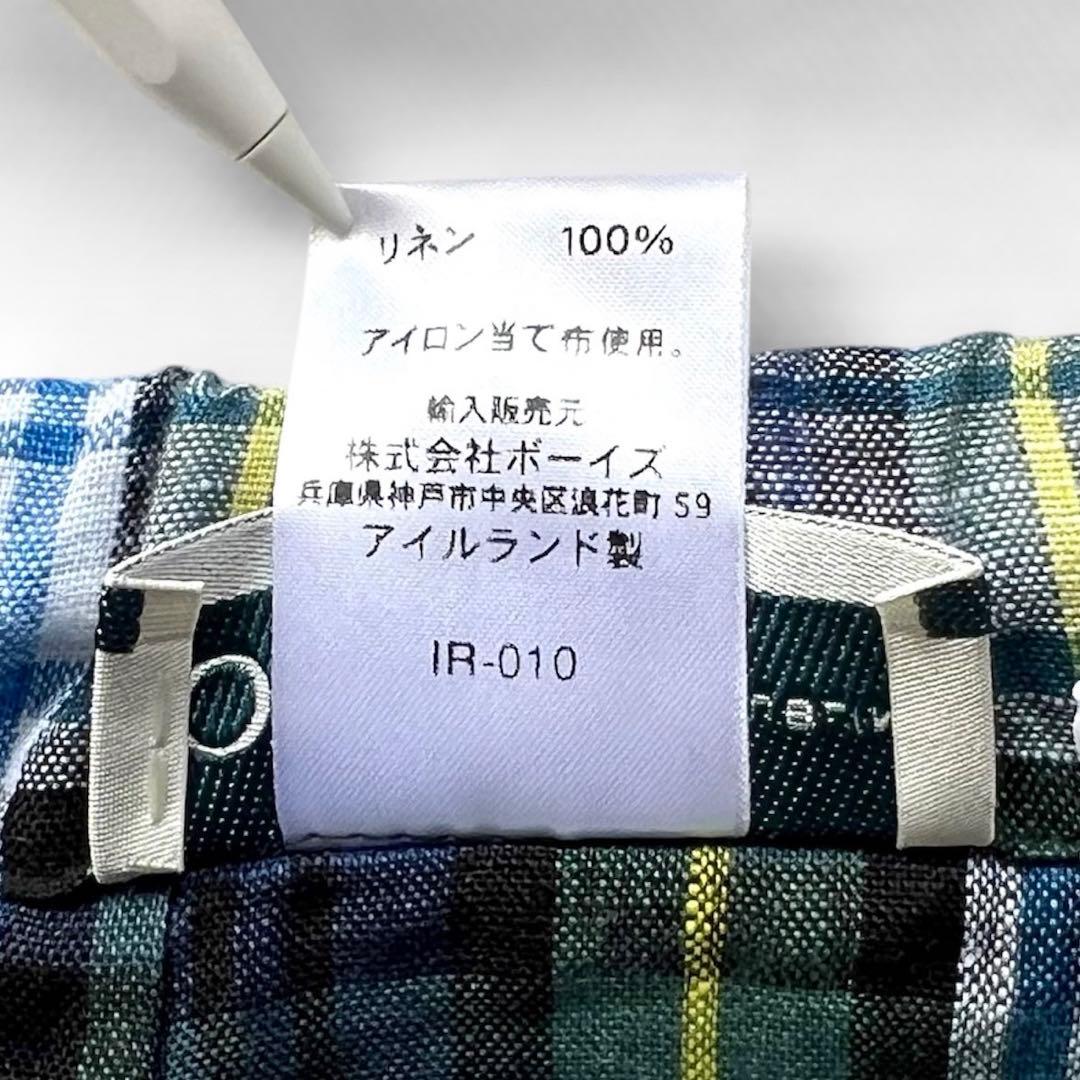 リネン 100%
アイロン当て布使用。
輸入販売元
株式会社ボーイズ
兵庫県神戸市中央区浪花町 59
アイルランド製
IR-010